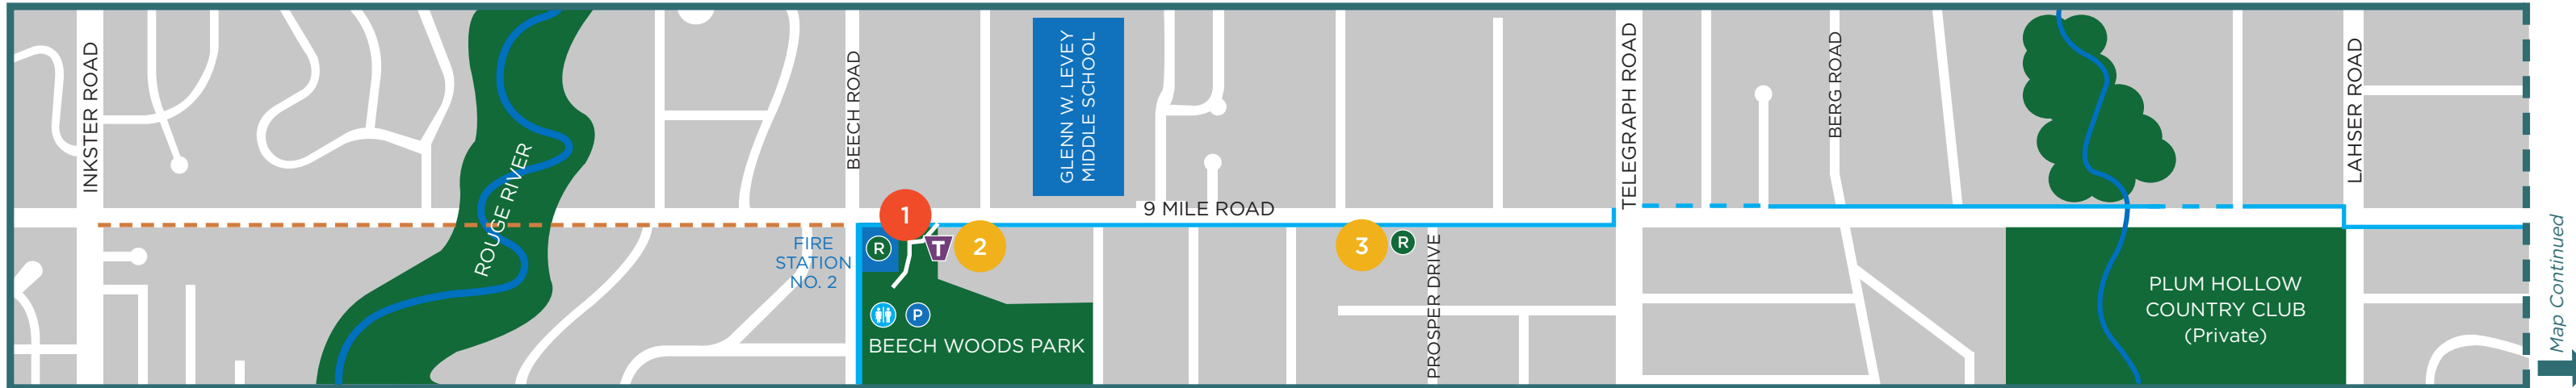 INKSTER ROAD
ROUGE RIVER
BEECH ROAD
GLENN W. LEVEY
MIDDLE SCHOOL
9 MILE ROAD
TELEGRAPH ROAD
BERG ROAD
LAHSER ROAD
1
FIRE
STATION
NO. 2
R
T
2
3
R
PROSPER DRIVE
P
BEECH WOODS PARK
PLUM HOLLOW
COUNTRY CLUB
(Private)
Map Continued